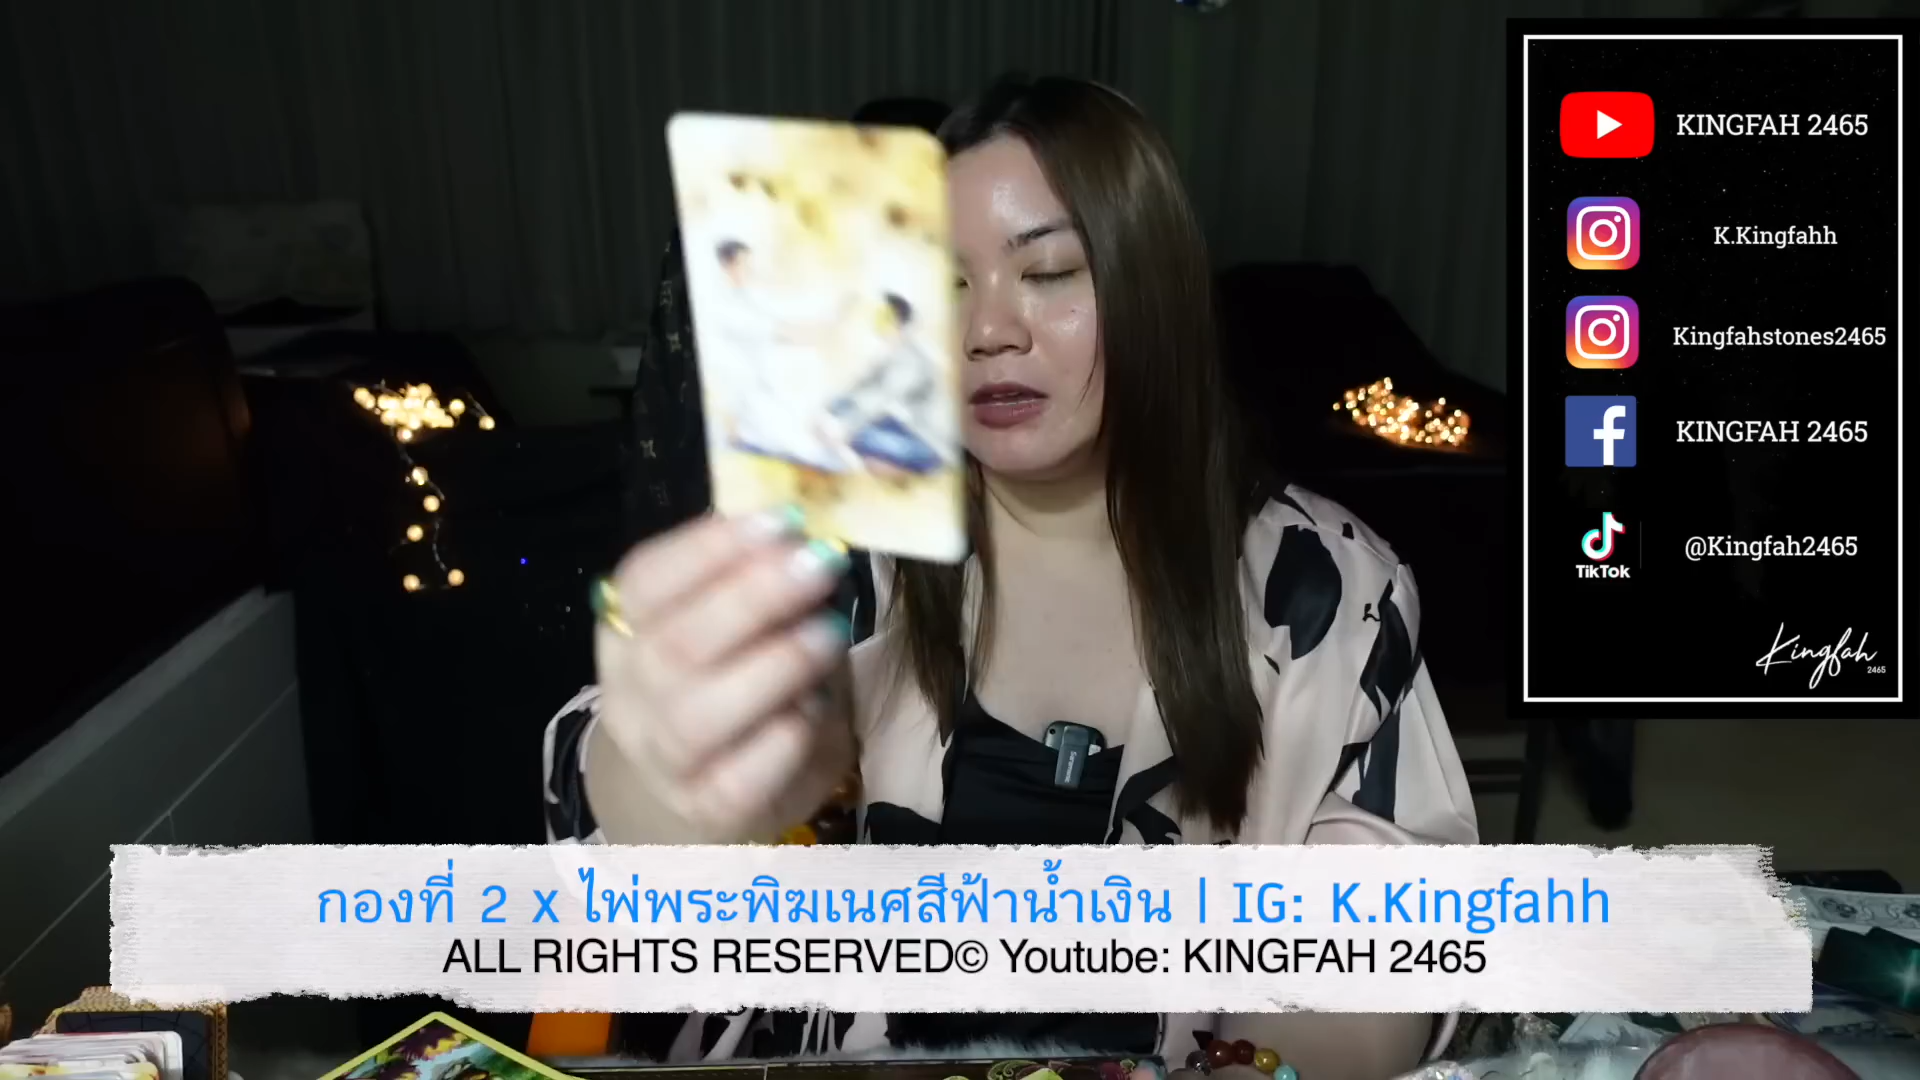 KINGFAH 2465
K.Kingfahh
Kingfahstones2465
KINGFAH 2465
TikTok
@Kingfah2465
Kingfah
2465
กองที่ 2 x ไพ่พระพิฆเนศสีฟ้าน้ำเงิน | IG: K.Kingfahh
ALL RIGHTS RESERVED© Youtube: KINGFAH 2465